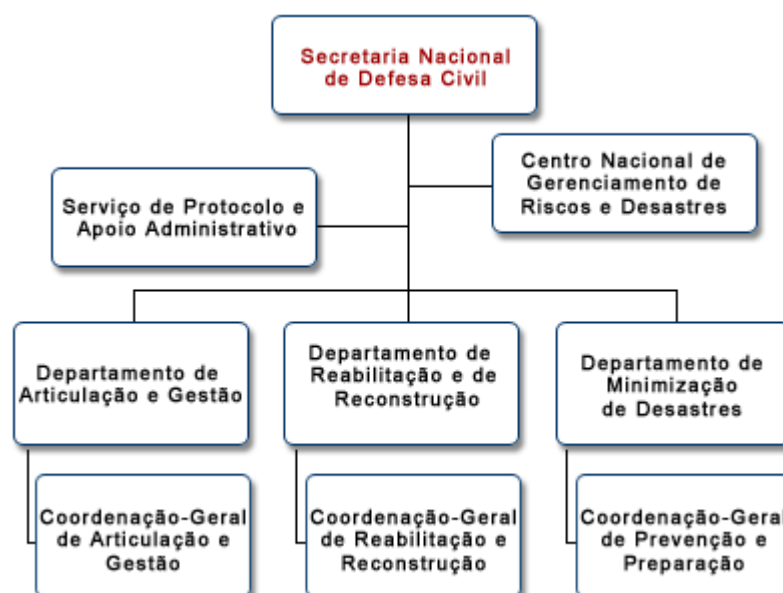 Secretaria Nacional
de Defesa Civil
Centro Nacional de
Gerenciamento de
Riscos e Desastres
Serviço de Protocolo e
Apoio Administrativo
Departamento de
Articulação e Gestão
Departamento de
Reabilitação e de
Reconstrução
Departamento de
Minimização
de Desastres
Coordenação-Geral
de Articulação e
Gestão
Coordenação-Geral
de Reabilitação e
Reconstrução
Coordenação-Geral
de Prevenção e
Preparação